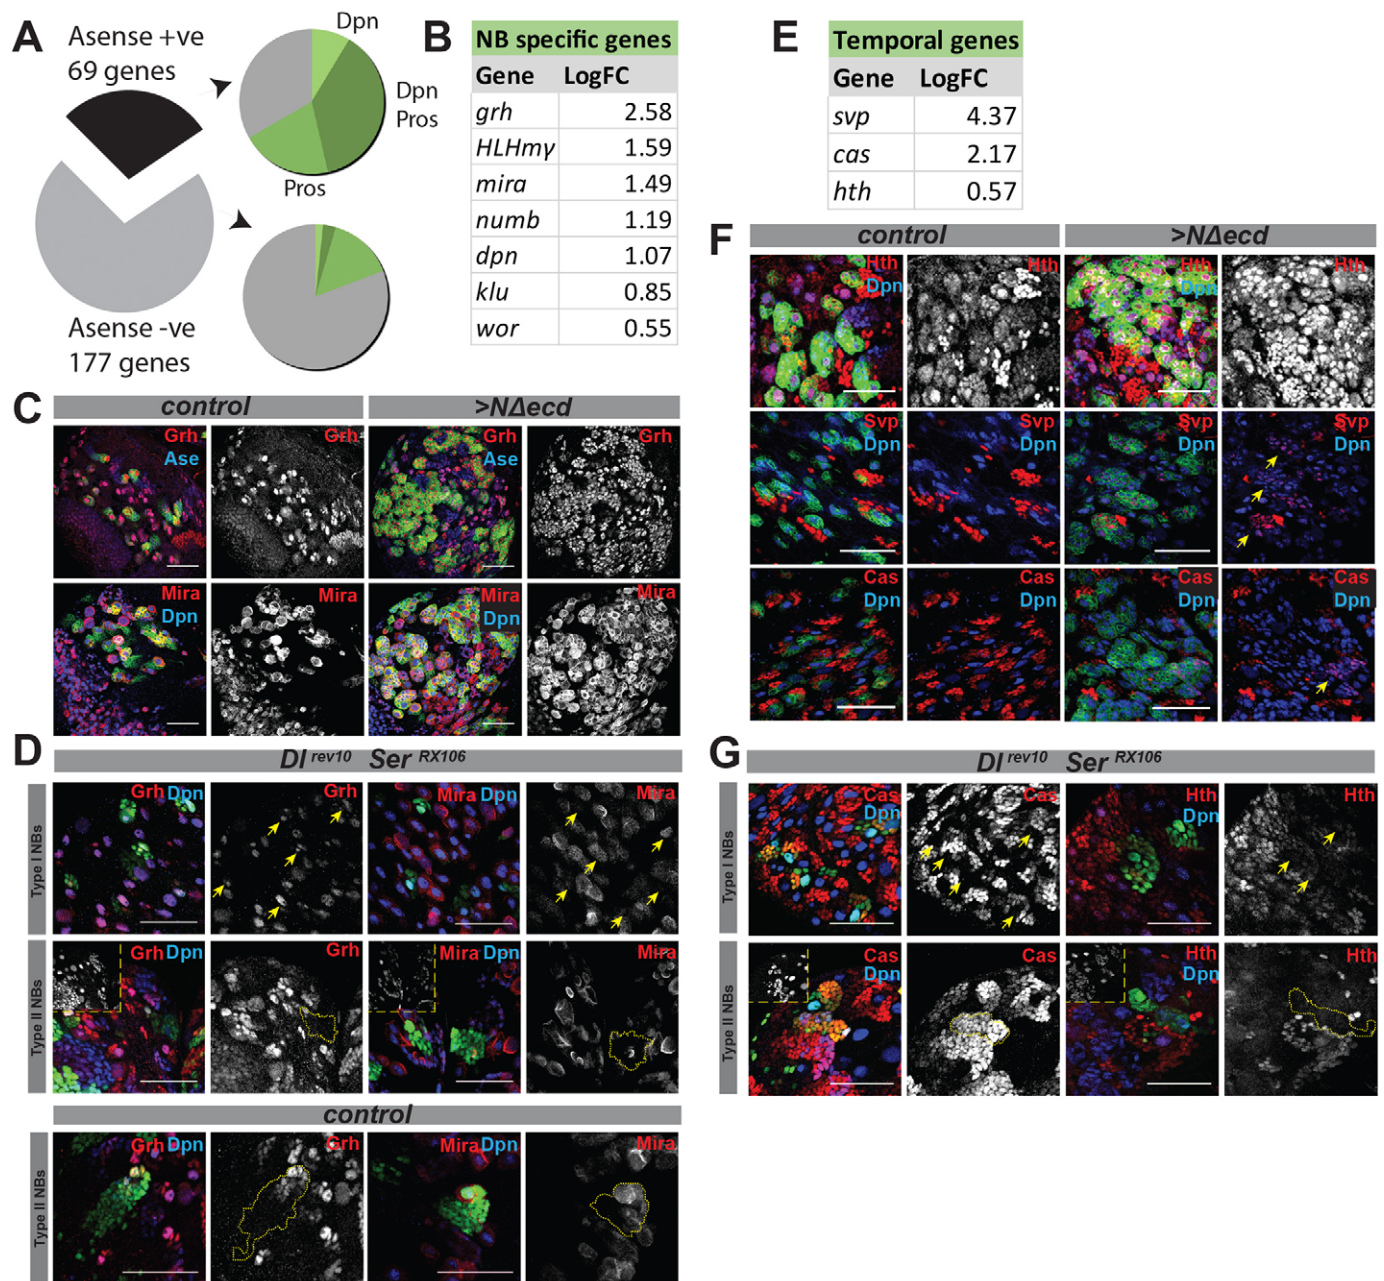 A
Asense +ve
69 genes
Dpn
Dpn
Pros
Pros
Asense -ve
177 genes
B
NB specific genes
Gene LogFC
grh 2.58
HLHmγ 1.59
mira 1.49
numb 1.19
dpn 1.07
klu 0.85
wor 0.55
E
Temporal genes
Gene LogFC
svp 4.37
cas 2.17
hth 0.57
C
control >NΔecd
Grh Grh Grh Grh
Ase Ase
Mira Mira Mira Mira
Dpn Dpn
D
Dl rev10 Ser RX106
Type I NBs
Grh Dpn Grh Mira Dpn Mira
Type II NBs
Grh Dpn Grh Mira Dpn Mira
control
Type II NBs
Grh Dpn Grh Mira Dpn Mira
F
control >NΔecd
Hth Hth Hth Hth
Dpn Dpn
Svp Svp Svp Svp
Dpn Dpn Dpn Dpn
Cas Cas Cas Cas
Dpn Dpn Dpn Dpn
G
Dl rev10 Ser RX106
Type I NBs
Cas Cas Hth Hth
Dpn Dpn
Type II NBs
Cas Cas Hth Hth
Dpn Dpn